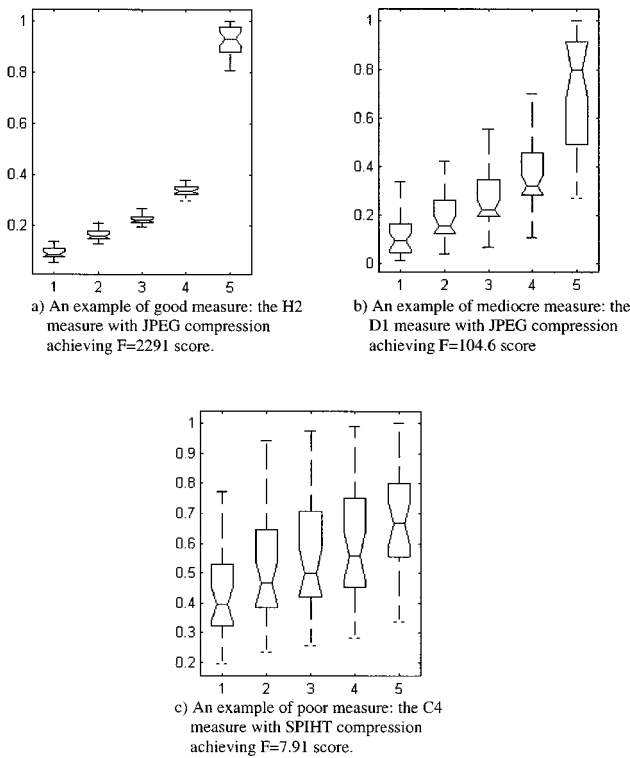 1
0.8
0.6
0.4
0.2
1 2 3 4 5
a) An example of good measure: the H2
measure with JPEG compression
achieving F=2291 score.
1
0.8
0.6
0.4
0.2
0
1 2 3 4 5
b) An example of mediocre measure: the
D1 measure with JPEG compression
achieving F=104.6 score
1
0.9
0.8
0.7
0.6
0.5
0.4
0.3
0.2
1 2 3 4 5
c) An example of poor measure: the C4
measure with SPIHT compression
achieving F=7.91 score.